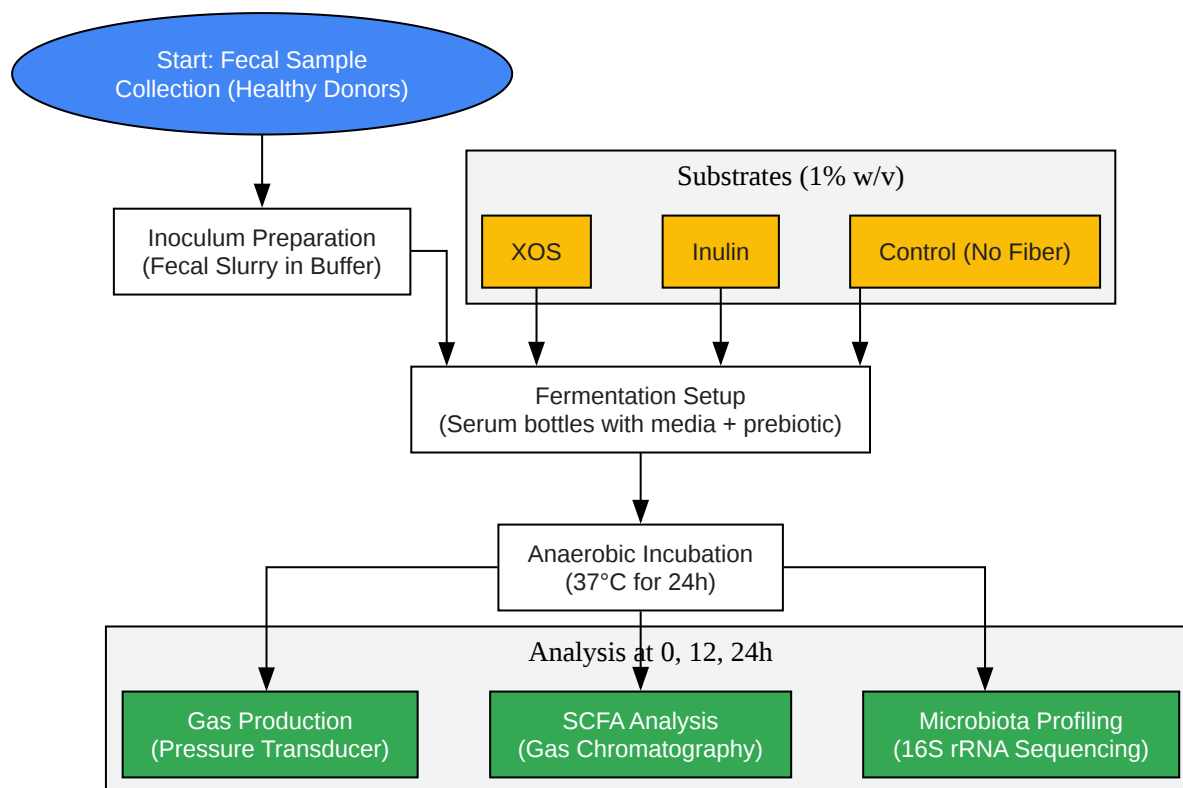 Start: Fecal Sample
Collection (Healthy Donors)
Substrates (1% w/v)
Inoculum Preparation
(Fecal Slurry in Buffer)
XOS
Inulin
Control (No Fiber)
Fermentation Setup
(Serum bottles with media + prebiotic)
Anaerobic Incubation
(37°C for 24h)
Analysis at 0, 12, 24h
Gas Production
(Pressure Transducer)
SCFA Analysis
(Gas Chromatography)
Microbiota Profiling
(16S rRNA Sequencing)